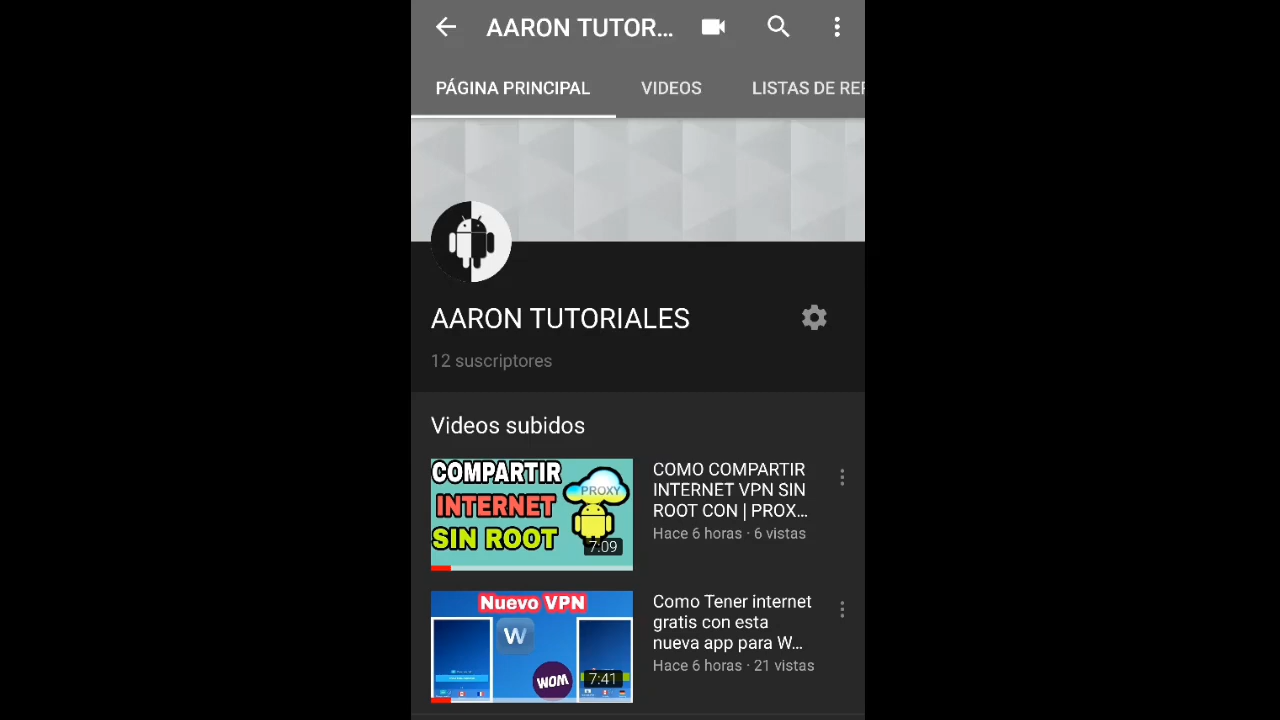 AARON TUTOR...
PÁGINA PRINCIPAL VIDEOS LISTAS DE REP
AARON TUTORIALES
12 suscriptores
Videos subidos
COMPARTIR
INTERNET
SIN ROOT
PROXY
7:09
COMO COMPARTIR
INTERNET VPN SIN
ROOT CON | PROX...
Hace 6 horas · 6 vistas
Nuevo VPN
W
WOM
7:41
Como Tener internet
gratis con esta
nueva app para W...
Hace 6 horas · 21 vistas